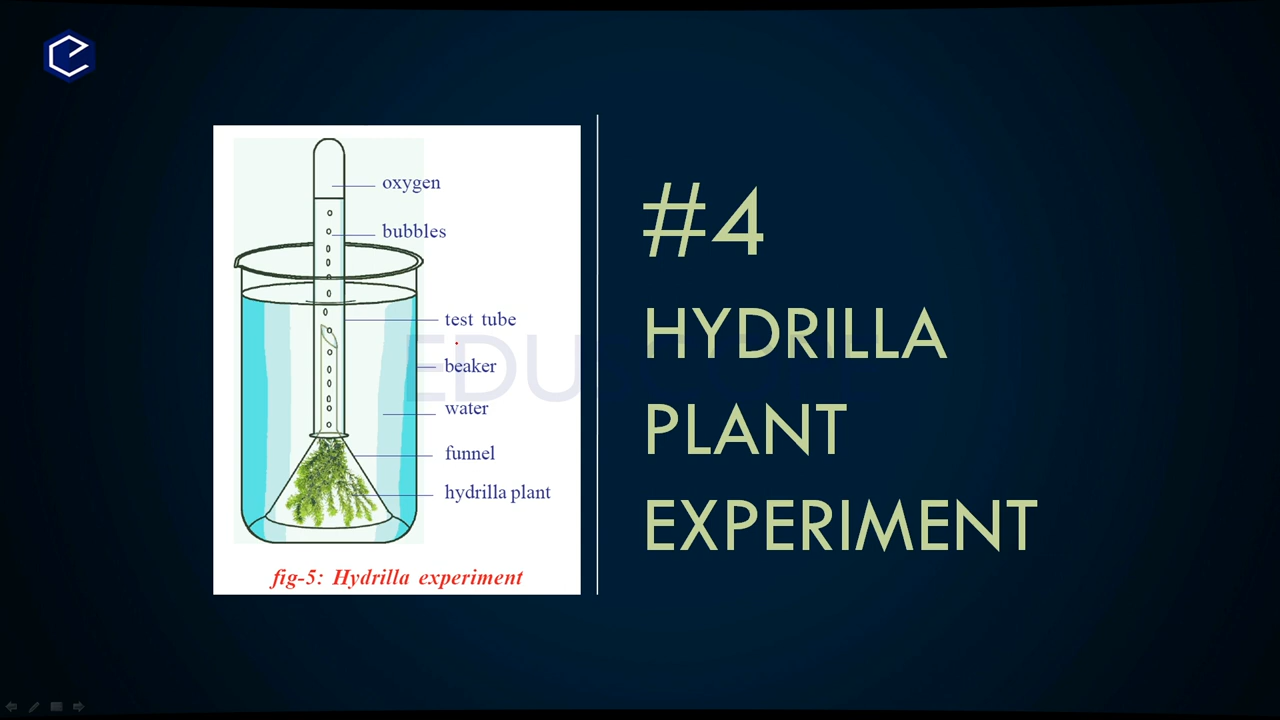 oxygen
bubbles
test tube
beaker
water
funnel
hydrilla plant
fig-5: Hydrilla experiment
#4
HYDRILLA
PLANT
EXPERIMENT